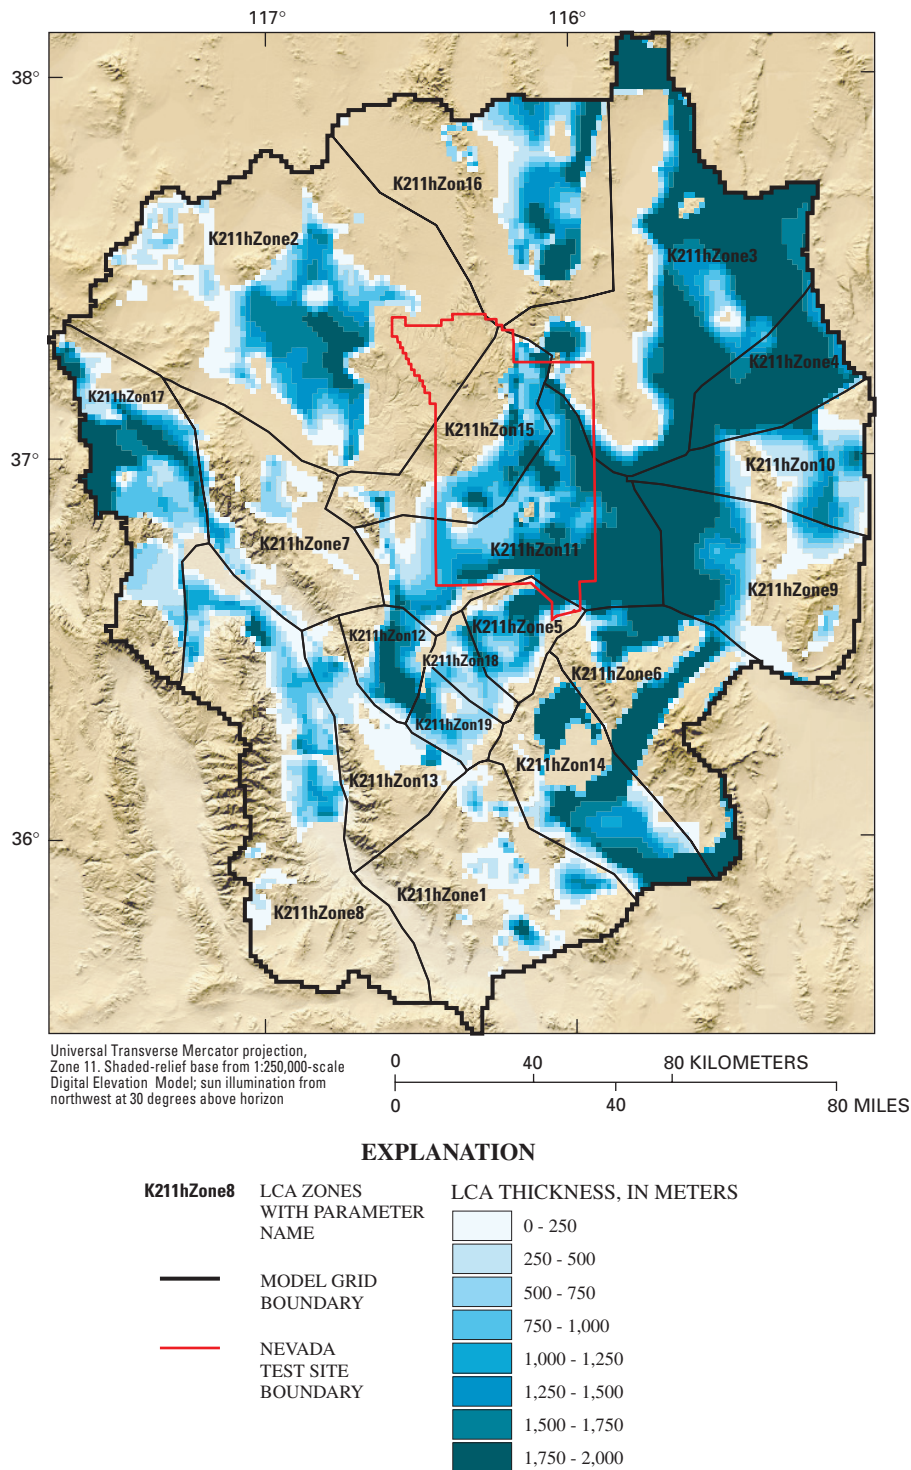 117°
116°
38°
K211hZon16
K211hZone2
K211hZone3
K211hZone4
K211hZon17
K211hZon15
37°
K211hZon10
K211hZone7
K211hZon11
K211hZone9
K211hZone5
K211hZon12
K211hZon18
K211hZone6
K211hZon19
K211hZon14
K211hZon13
36°
K211hZone1
K211hZone8
Universal Transverse Mercator projection,
Zone 11. Shaded-relief base from 1:250,000-scale
Digital Elevation Model; sun illumination from
northwest at 30 degrees above horizon
0 40 80 KILOMETERS
0 40 80 MILES
EXPLANATION
K211hZone8
LCA ZONES
WITH PARAMETER
NAME
MODEL GRID
BOUNDARY
NEVADA
TEST SITE
BOUNDARY
LCA THICKNESS, IN METERS
0 - 250
250 - 500
500 - 750
750 - 1,000
1,000 - 1,250
1,250 - 1,500
1,500 - 1,750
1,750 - 2,000